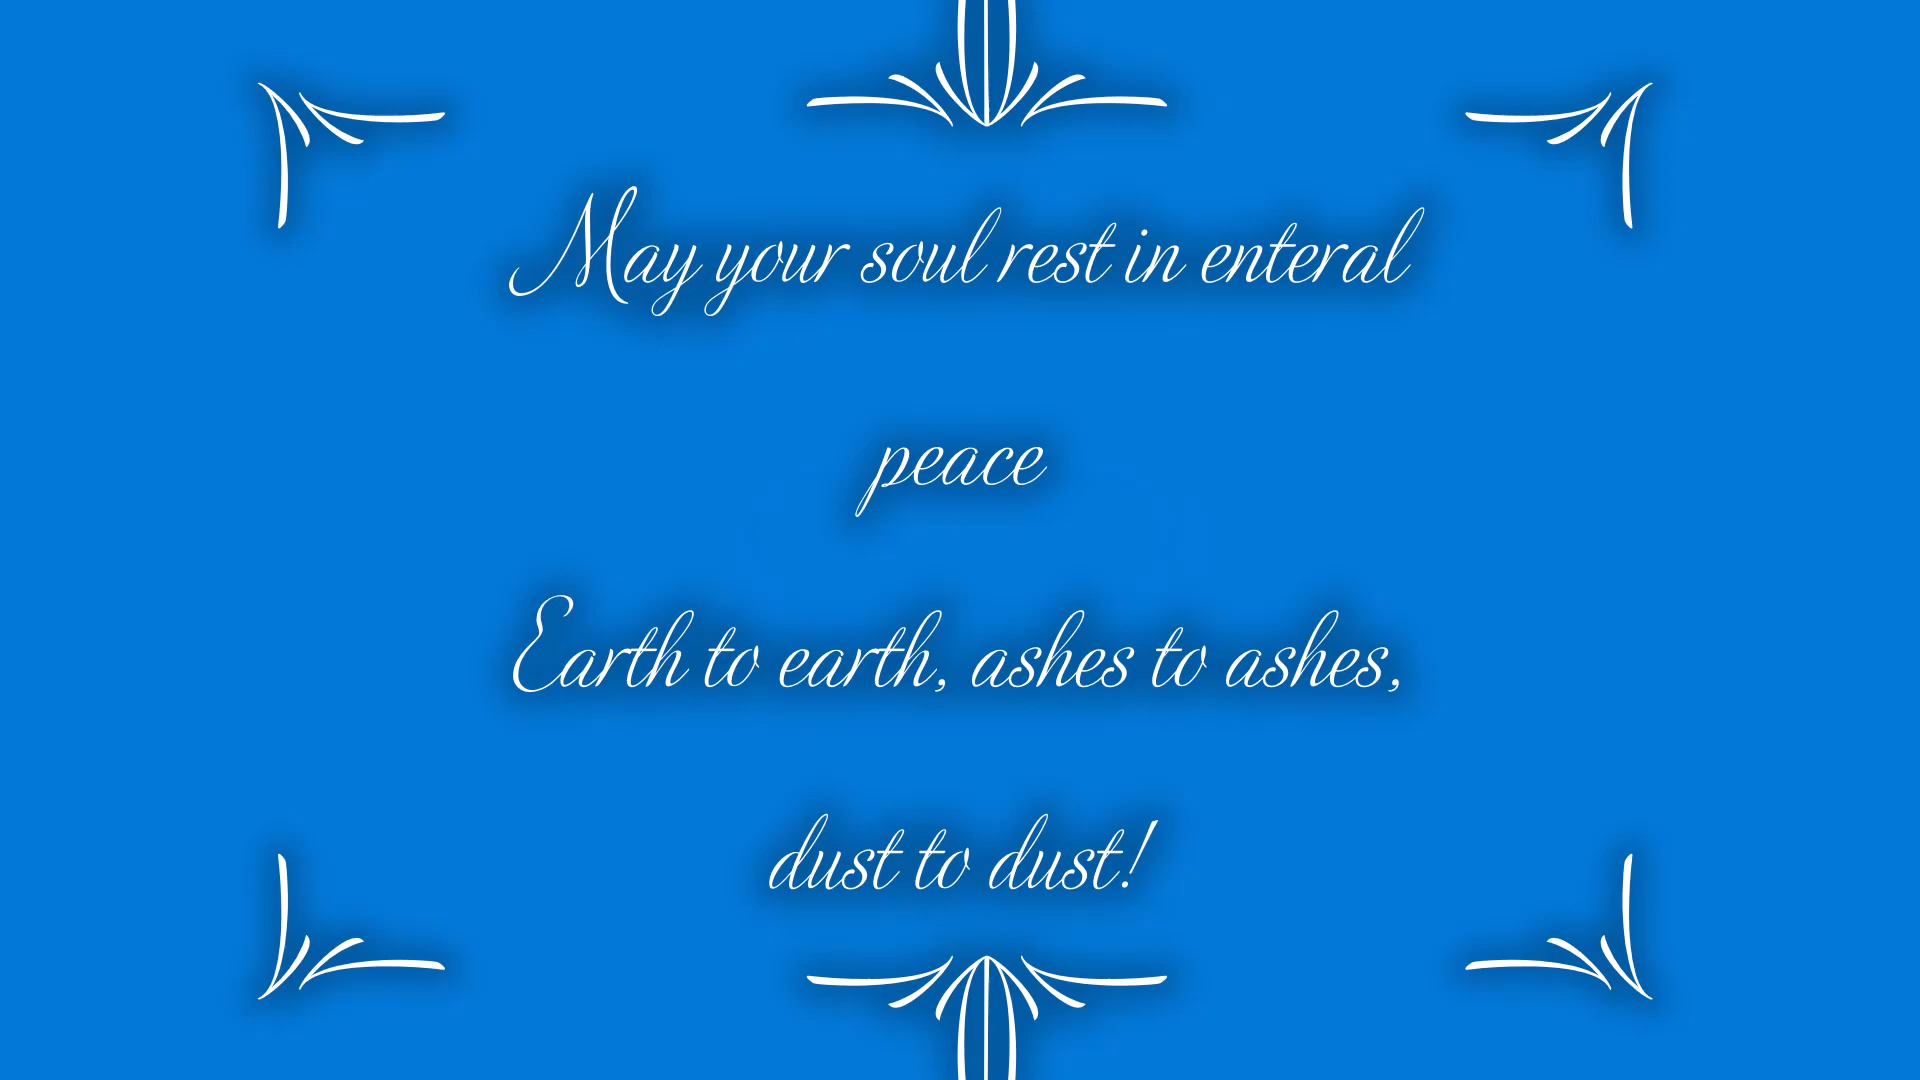 May your soul rest in enteral
peace
Earth to earth, ashes to ashes,
dust to dust!